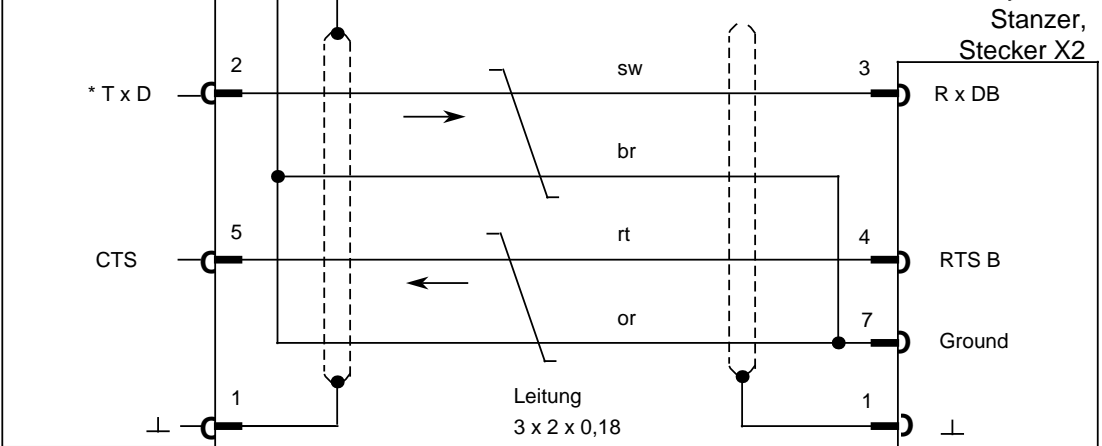 Stanzer,
Stecker X2
2
sw
3
* T x D
R x DB
br
5
rt
4
CTS
RTS B
or
7
Ground
Leitung
1
1
3 x 2 x 0,18